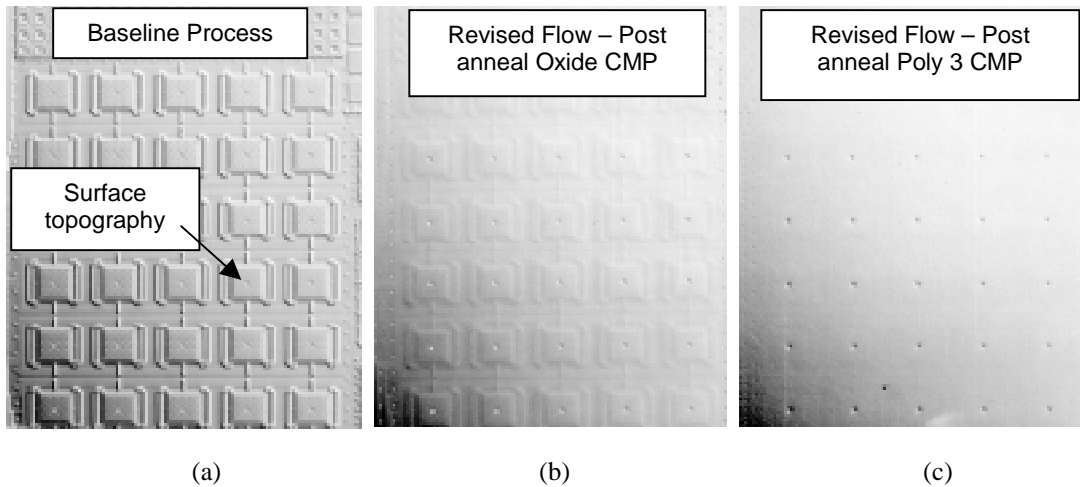 Baseline Process
Revised Flow – Post
anneal Oxide CMP
Revised Flow – Post
anneal Poly 3 CMP
Surface
topography
(a)
(b)
(c)